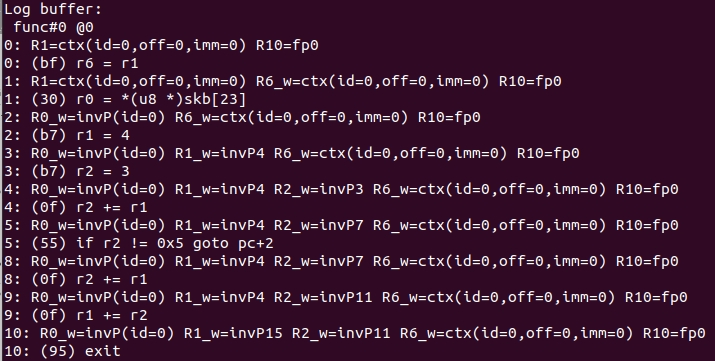 Log buffer:
func#0 @0
0: R1=ctx(id=0,off=0,imm=0) R10=fp0
0: (bf) r6 = r1
1: R1=ctx(id=0,off=0,imm=0) R6_w=ctx(id=0,off=0,imm=0) R10=fp0
1: (30) r0 = *(u8 *)skb[23]
2: R0_w=invP(id=0) R6_w=ctx(id=0,off=0,imm=0) R10=fp0
2: (b7) r1 = 4
3: R0_w=invP(id=0) R1_w=invP4 R6_w=ctx(id=0,off=0,imm=0) R10=fp0
3: (b7) r2 = 3
4: R0_w=invP(id=0) R1_w=invP4 R2_w=invP3 R6_w=ctx(id=0,off=0,imm=0) R10=fp0
4: (0f) r2 += r1
5: R0_w=invP(id=0) R1_w=invP4 R2_w=invP7 R6_w=ctx(id=0,off=0,imm=0) R10=fp0
5: (55) if r2 != 0x5 goto pc+2
8: R0_w=invP(id=0) R1_w=invP4 R2_w=invP7 R6_w=ctx(id=0,off=0,imm=0) R10=fp0
8: (0f) r2 += r1
9: R0_w=invP(id=0) R1_w=invP4 R2_w=invP11 R6_w=ctx(id=0,off=0,imm=0) R10=fp0
9: (0f) r1 += r2
10: R0_w=invP(id=0) R1_w=invP15 R2_w=invP11 R6_w=ctx(id=0,off=0,imm=0) R10=fp0
10: (95) exit